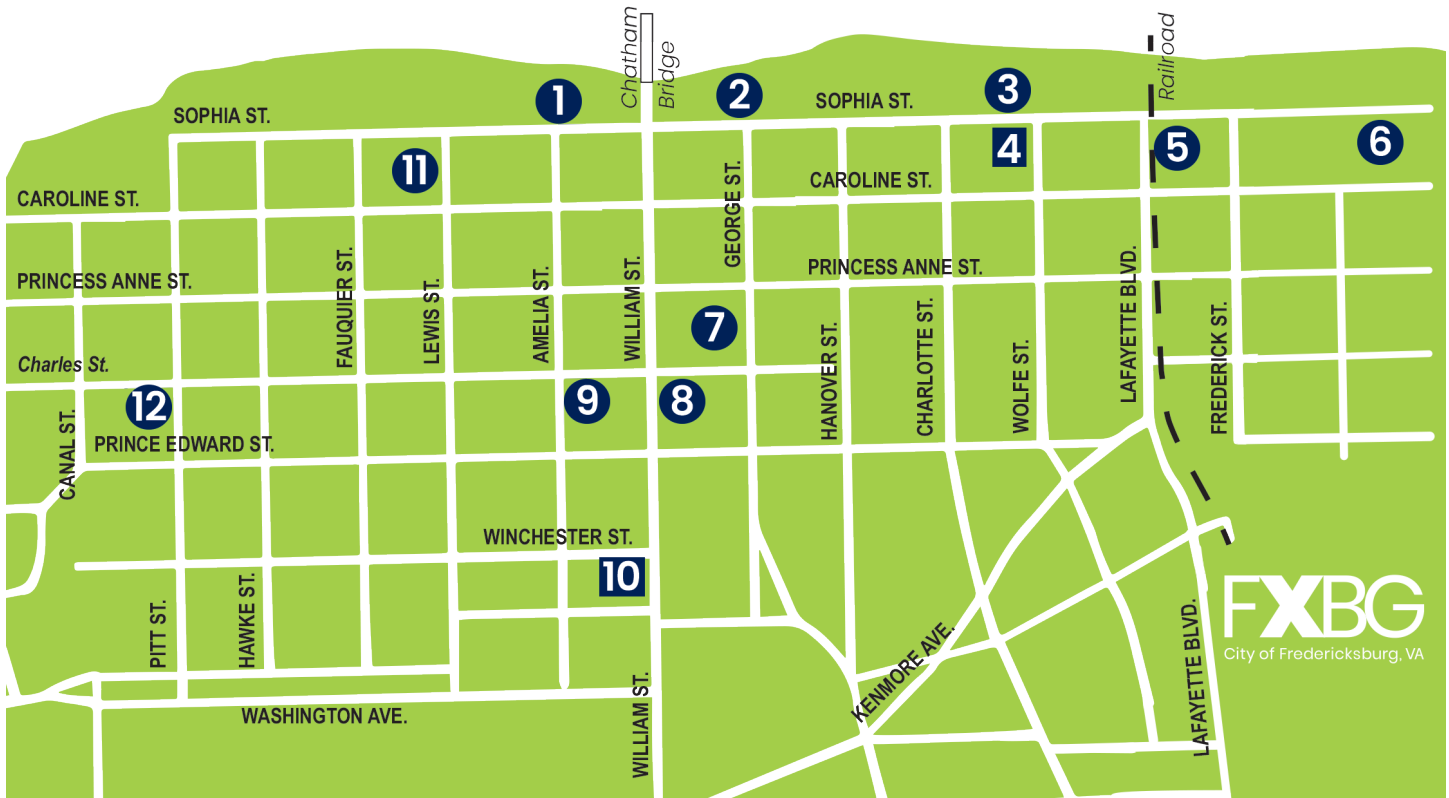 Chatham
Bridge
Railroad
1
2
3
SOPHIA ST.
SOPHIA ST.
4
5
6
11
CAROLINE ST.
CAROLINE ST.
GEORGE ST.
PRINCESS ANNE ST.
PRINCESS ANNE ST.
FAUQUIER ST.
LEWIS ST.
AMELIA ST.
WILLIAM ST.
7
HANOVER ST.
CHARLOTTE ST.
WOLFE ST.
LAFAYETTE BLVD.
FREDERICK ST.
Charles St.
12
9
8
CANAL ST.
PRINCE EDWARD ST.
WINCHESTER ST.
10
PITT ST.
HAWKE ST.
KENMORE AVE.
LAFAYETTE BLVD.
FXBG
City of Fredericksburg, VA
WASHINGTON AVE.
WILLIAM ST.